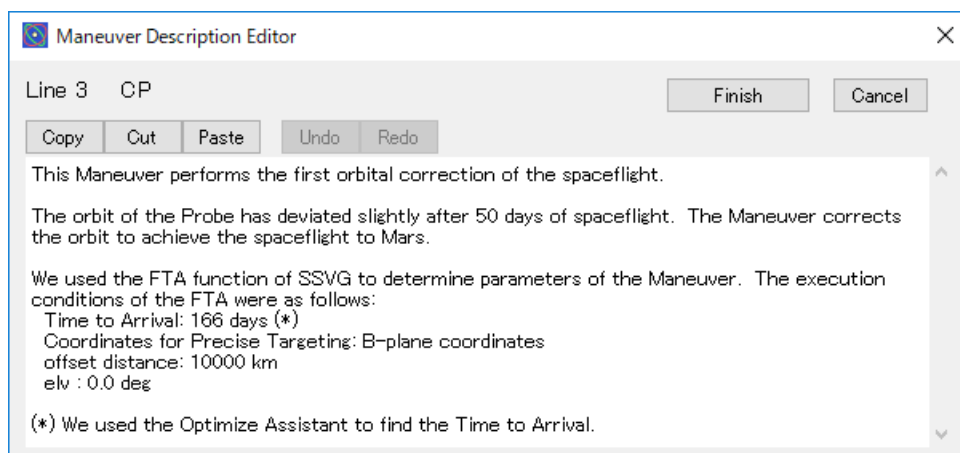 Maneuver Description Editor
Line 3 CP
Finish Cancel
Copy Cut Paste Undo Redo
This Maneuver performs the first orbital correction of the spaceflight.
The orbit of the Probe has deviated slightly after 50 days of spaceflight. The Maneuver corrects
the orbit to achieve the spaceflight to Mars.
We used the FTA function of SSVG to determine parameters of the Maneuver. The execution
conditions of the FTA were as follows:
Time to Arrival: 166 days (*)
Coordinates for Precise Targeting: B-plane coordinates
offset distance: 10000 km
elv : 0.0 deg
(*) We used the Optimize Assistant to find the Time to Arrival.